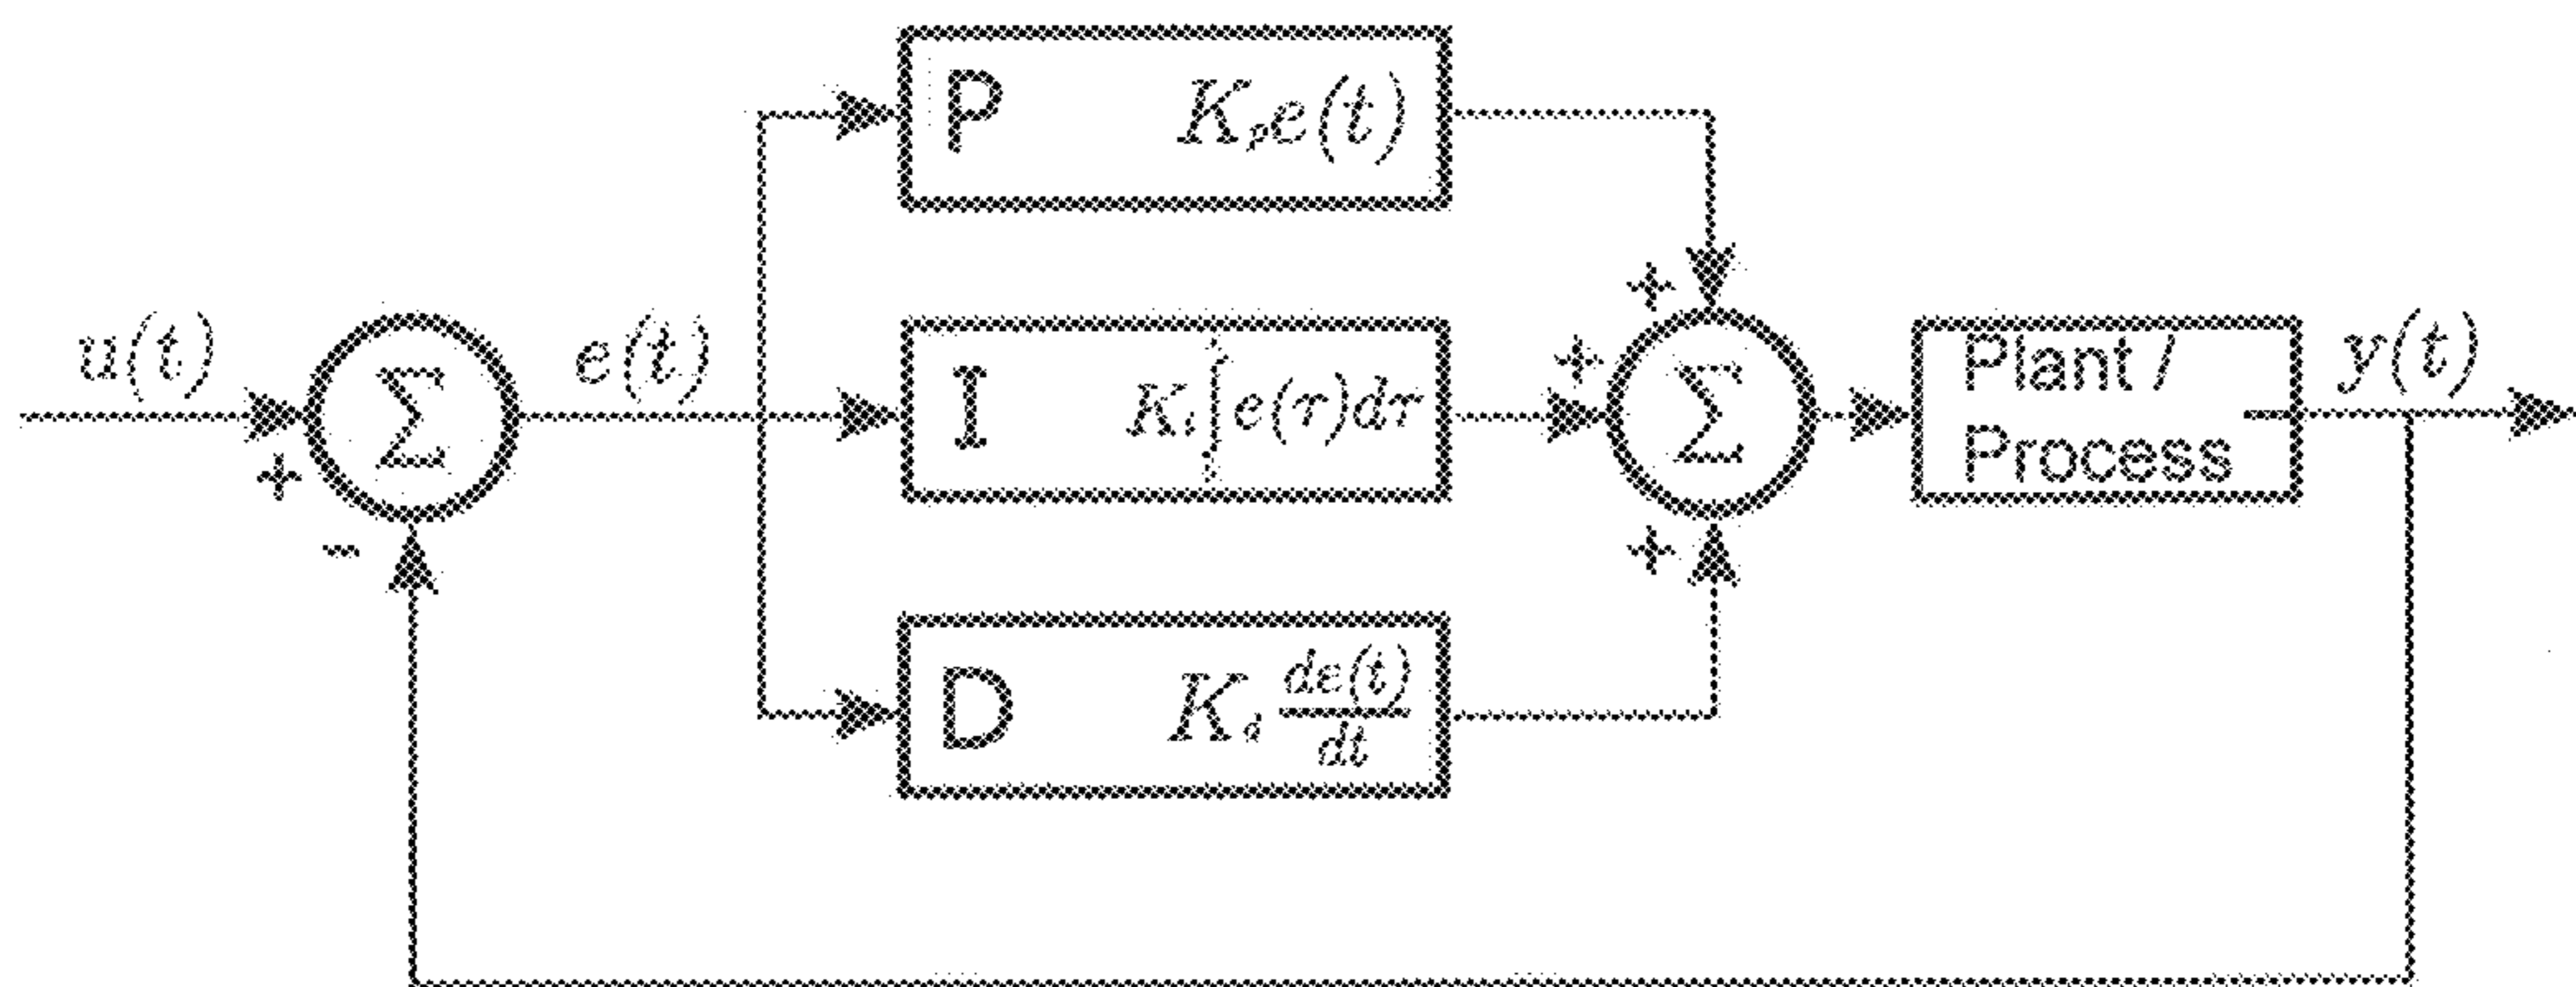 P K_p e(t)
u(t)
+
-
Σ
e(t)
I K_i ∫ e(τ)dτ
D K_d de(t)/dt
+
+
+
Σ
Plant /
Process
y(t)